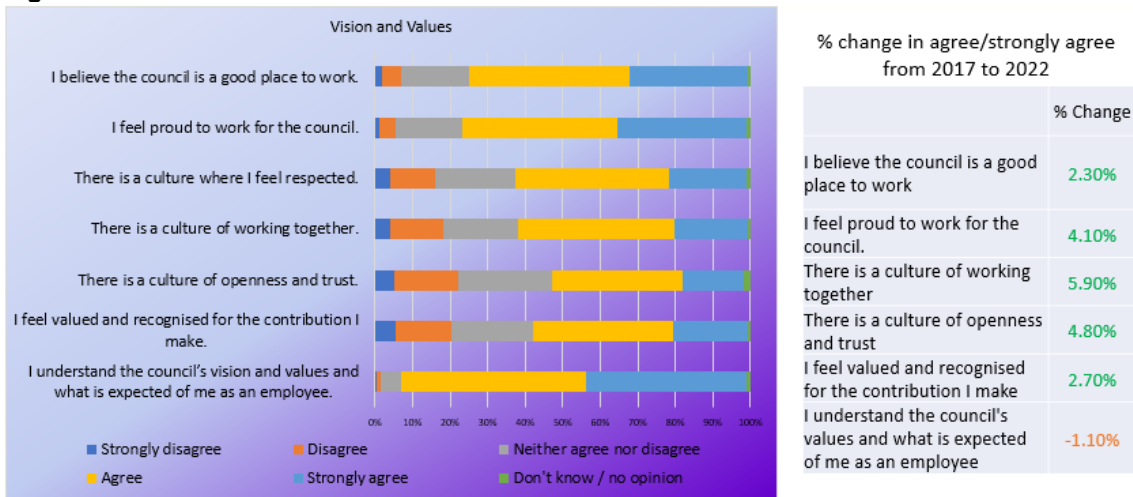 Vision and Values
I believe the council is a good place to work.
I feel proud to work for the council.
There is a culture where I feel respected.
There is a culture of working together.
There is a culture of openness and trust.
I feel valued and recognised for the contribution I
make.
I understand the council's vision and values and
what is expected of me as an employee.
0% 10% 20% 30% 40% 50% 60% 70% 80% 90% 100%
Strongly disagree Disagree Neither agree nor disagree
Agree Strongly agree Don't know / no opinion
% change in agree/strongly agree
from 2017 to 2022
% Change
I believe the council is a good
place to work
2.30%
I feel proud to work for the
council.
4.10%
There is a culture of working
together
5.90%
There is a culture of openness
and trust
4.80%
I feel valued and recognised
for the contribution I make
2.70%
I understand the council's
values and what is expected
of me as an employee
-1.10%